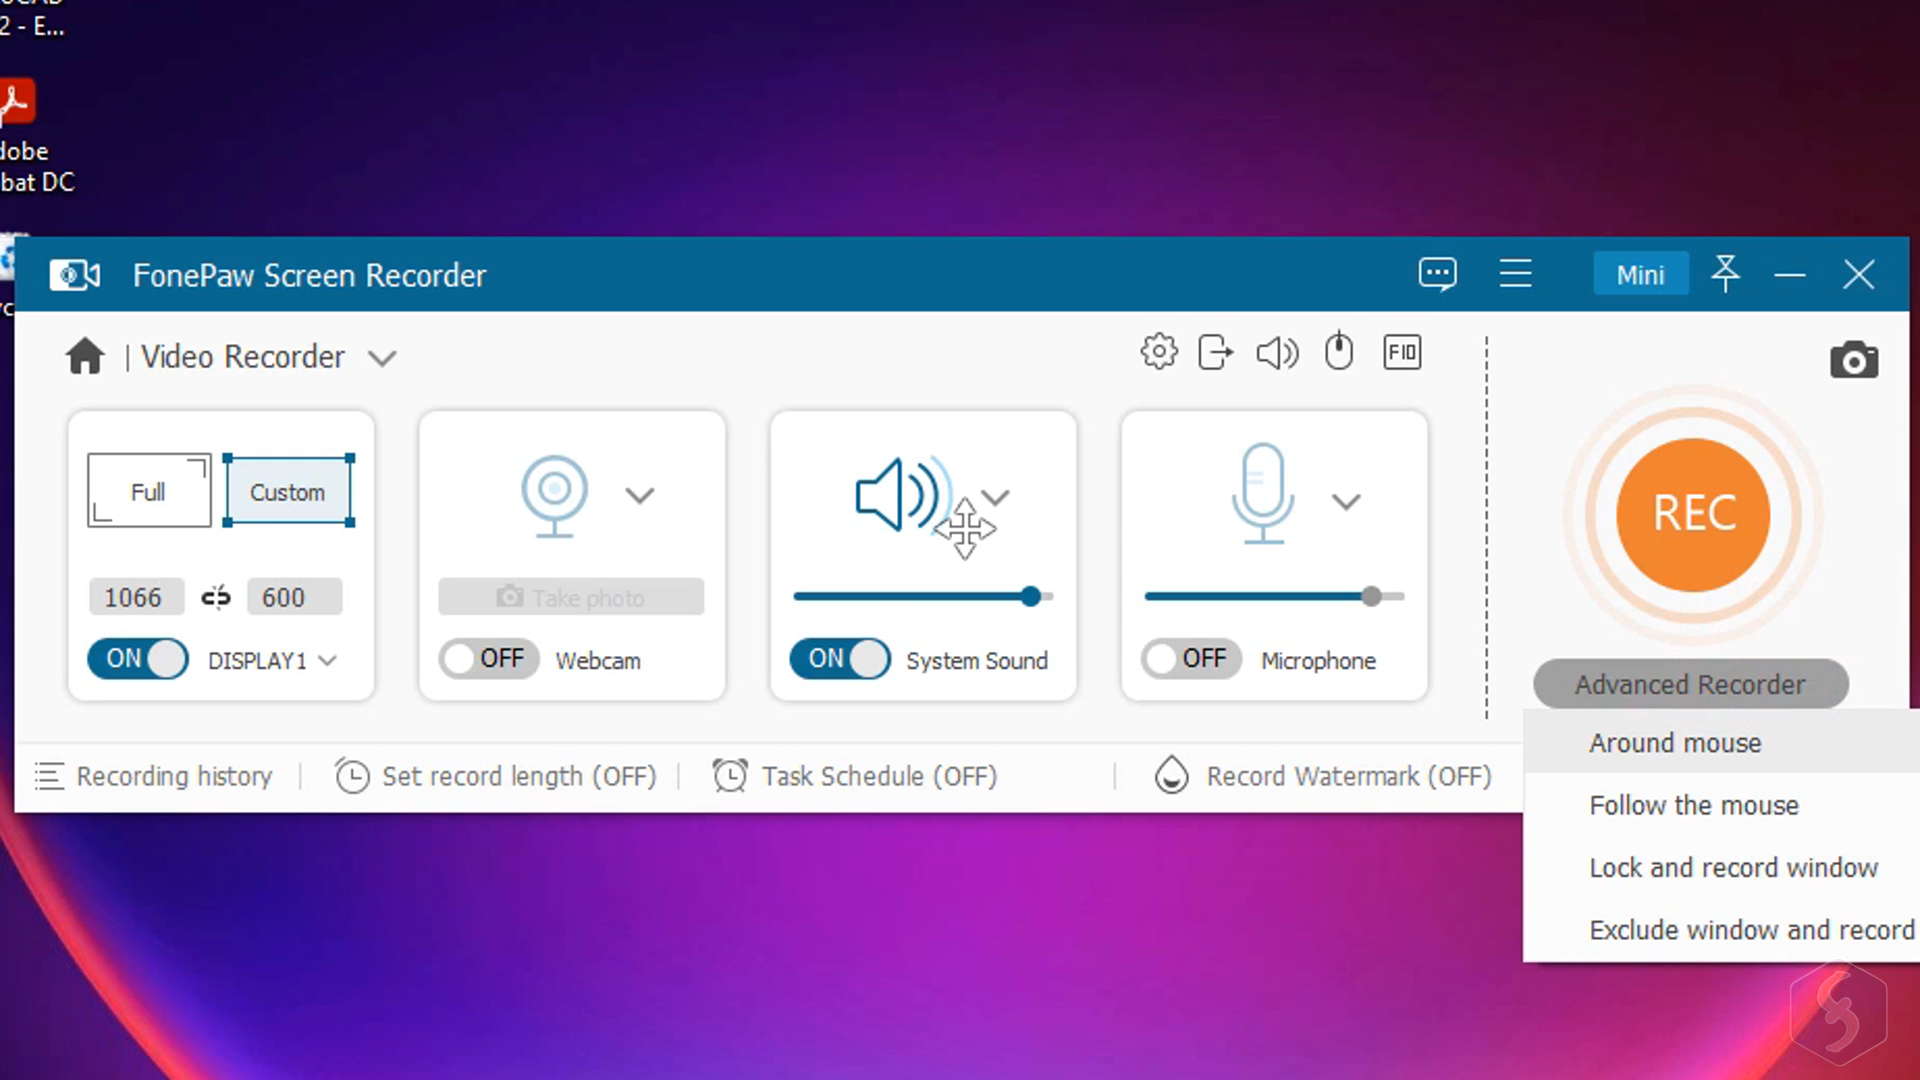 2 - E...
dobe
bat DC
FonePaw Screen Recorder
Mini
| Video Recorder
F10
Full
Custom
1066
600
ON
DISPLAY1
Take photo
OFF
Webcam
ON
System Sound
OFF
Microphone
REC
Advanced Recorder
Around mouse
Follow the mouse
Lock and record window
Exclude window and record
Recording history
Set record length (OFF)
Task Schedule (OFF)
Record Watermark (OFF)